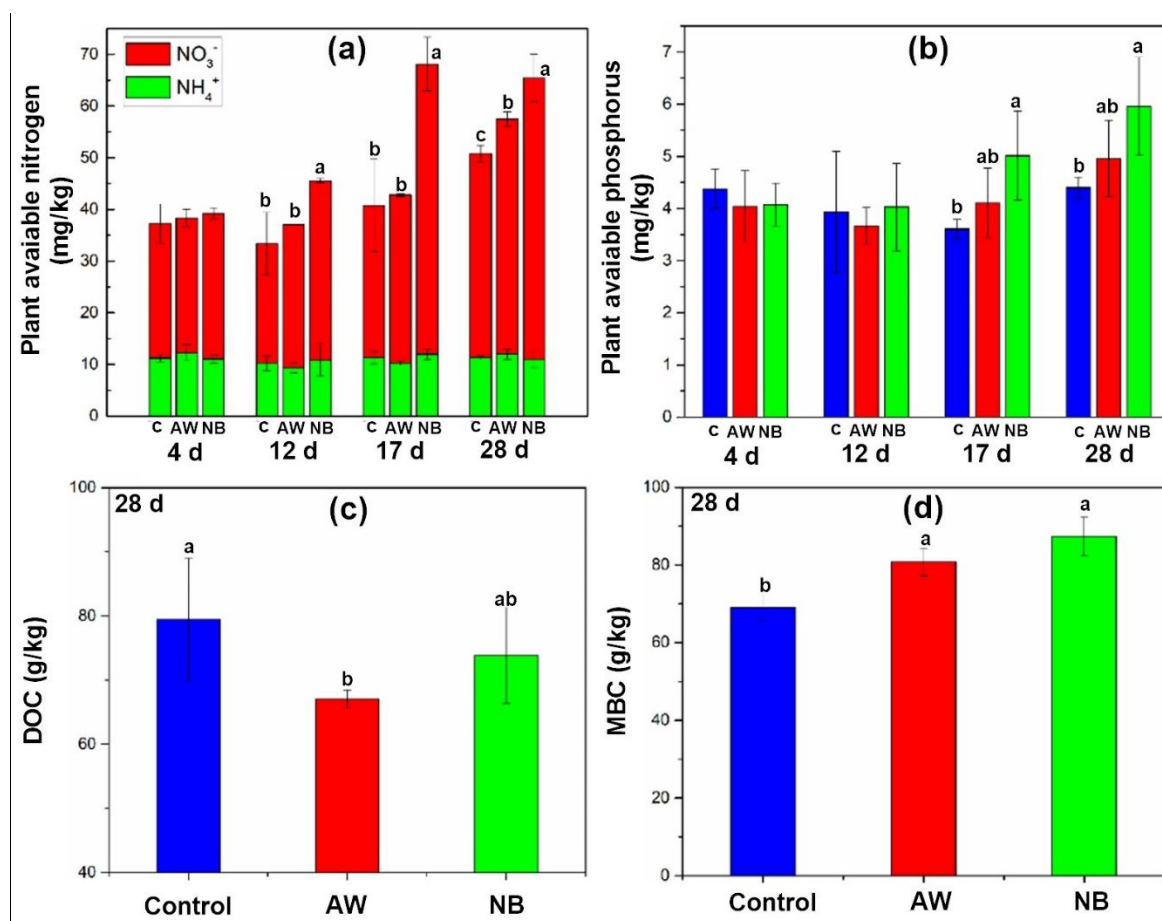 (a)
NO₃⁻
NH₄⁺
Plant avaiable nitrogen
(mg/kg)
70
60
50
40
30
20
10
0
b b a
b b a
c b a
C AW NB C AW NB C AW NB C AW NB
4 d 12 d 17 d 28 d
(b)
Plant avaiable phosphorus
(mg/kg)
7
6
5
4
3
2
1
0
b ab a
b ab a
C AW NB C AW NB C AW NB C AW NB
4 d 12 d 17 d 28 d
28 d (c)
DOC (g/kg)
100
80
60
40
a b ab
Control AW NB
28 d (d)
MBC (g/kg)
100
80
60
40
20
0
b a a
Control AW NB